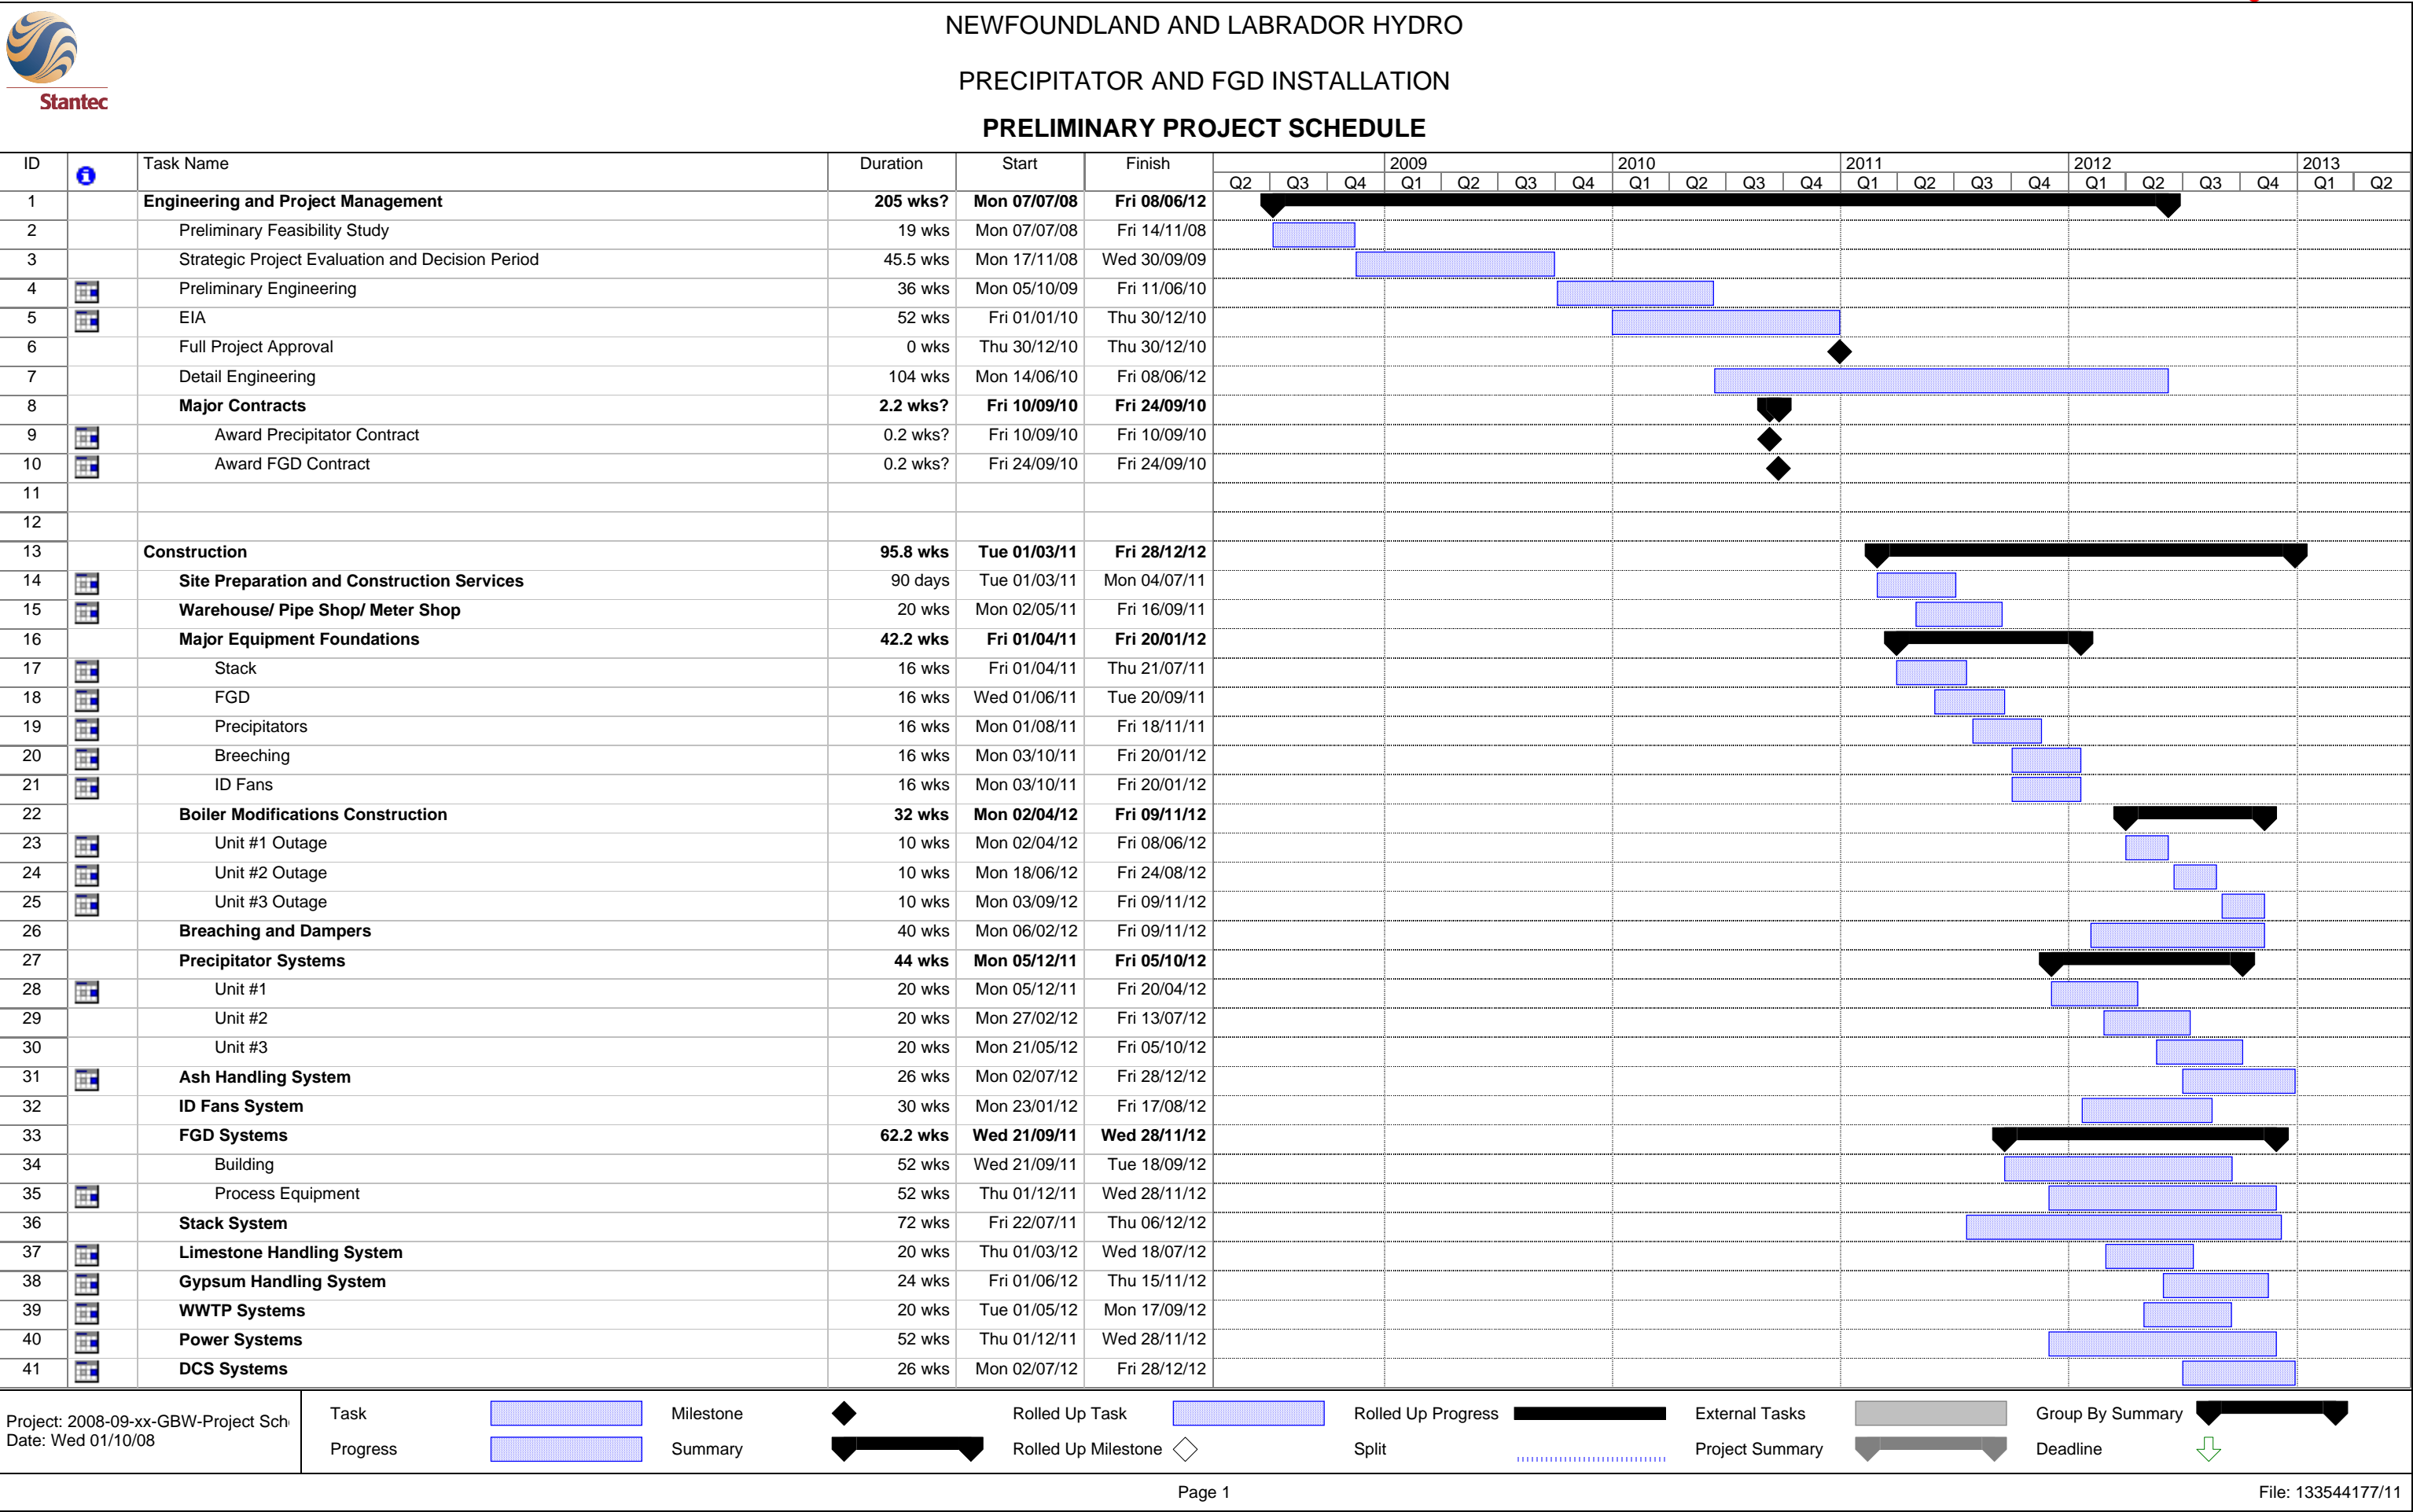 NEWFOUNDLAND AND LABRADOR HYDRO
PRECIPITATOR AND FGD INSTALLATION
Stantec
PRELIMINARY PROJECT SCHEDULE
ID Task Name Duration Start Finish 2009 2010 2011 2012 2013
Q2 Q3 Q4 Q1 Q2 Q3 Q4 Q1 Q2 Q3 Q4 Q1 Q2 Q3 Q4 Q1 Q2 Q3 Q4 Q1 Q2
1 Engineering and Project Management 205 wks? Mon 07/07/08 Fri 08/06/12
2 Preliminary Feasibility Study 19 wks Mon 07/07/08 Fri 14/11/08
3 Strategic Project Evaluation and Decision Period 45.5 wks Mon 17/11/08 Wed 30/09/09
4 Preliminary Engineering 36 wks Mon 05/10/09 Fri 11/06/10
5 EIA 52 wks Fri 01/01/10 Thu 30/12/10
6 Full Project Approval 0 wks Thu 30/12/10 Thu 30/12/10
7 Detail Engineering 104 wks Mon 14/06/10 Fri 08/06/12
8 Major Contracts 2.2 wks? Fri 10/09/10 Fri 24/09/10
9 Award Precipitator Contract 0.2 wks? Fri 10/09/10 Fri 10/09/10
10 Award FGD Contract 0.2 wks? Fri 24/09/10 Fri 24/09/10
11
12
13 Construction 95.8 wks Tue 01/03/11 Fri 28/12/12
14 Site Preparation and Construction Services 90 days Tue 01/03/11 Mon 04/07/11
15 Warehouse/ Pipe Shop/ Meter Shop 20 wks Mon 02/05/11 Fri 16/09/11
16 Major Equipment Foundations 42.2 wks Fri 01/04/11 Fri 20/01/12
17 Stack 16 wks Fri 01/04/11 Thu 21/07/11
18 FGD 16 wks Wed 01/06/11 Tue 20/09/11
19 Precipitators 16 wks Mon 01/08/11 Fri 18/11/11
20 Breeching 16 wks Mon 03/10/11 Fri 20/01/12
21 ID Fans 16 wks Mon 03/10/11 Fri 20/01/12
22 Boiler Modifications Construction 32 wks Mon 02/04/12 Fri 09/11/12
23 Unit #1 Outage 10 wks Mon 02/04/12 Fri 08/06/12
24 Unit #2 Outage 10 wks Mon 18/06/12 Fri 24/08/12
25 Unit #3 Outage 10 wks Mon 03/09/12 Fri 09/11/12
26 Breaching and Dampers 40 wks Mon 06/02/12 Fri 09/11/12
27 Precipitator Systems 44 wks Mon 05/12/11 Fri 05/10/12
28 Unit #1 20 wks Mon 05/12/11 Fri 20/04/12
29 Unit #2 20 wks Mon 27/02/12 Fri 13/07/12
30 Unit #3 20 wks Mon 21/05/12 Fri 05/10/12
31 Ash Handling System 26 wks Mon 02/07/12 Fri 28/12/12
32 ID Fans System 30 wks Mon 23/01/12 Fri 17/08/12
33 FGD Systems 62.2 wks Wed 21/09/11 Wed 28/11/12
34 Building 52 wks Wed 21/09/11 Tue 18/09/12
35 Process Equipment 52 wks Thu 01/12/11 Wed 28/11/12
36 Stack System 72 wks Fri 22/07/11 Thu 06/12/12
37 Limestone Handling System 20 wks Thu 01/03/12 Wed 18/07/12
38 Gypsum Handling System 24 wks Fri 01/06/12 Thu 15/11/12
39 WWTP Systems 20 wks Tue 01/05/12 Mon 17/09/12
40 Power Systems 52 wks Thu 01/12/11 Wed 28/11/12
41 DCS Systems 26 wks Mon 02/07/12 Fri 28/12/12
Project: 2008-09-xx-GBW-Project Sch
Date: Wed 01/10/08
Task Milestone Rolled Up Task Rolled Up Progress External Tasks Group By Summary
Progress Summary Rolled Up Milestone Split Project Summary Deadline
Page 1
File: 133544177/11